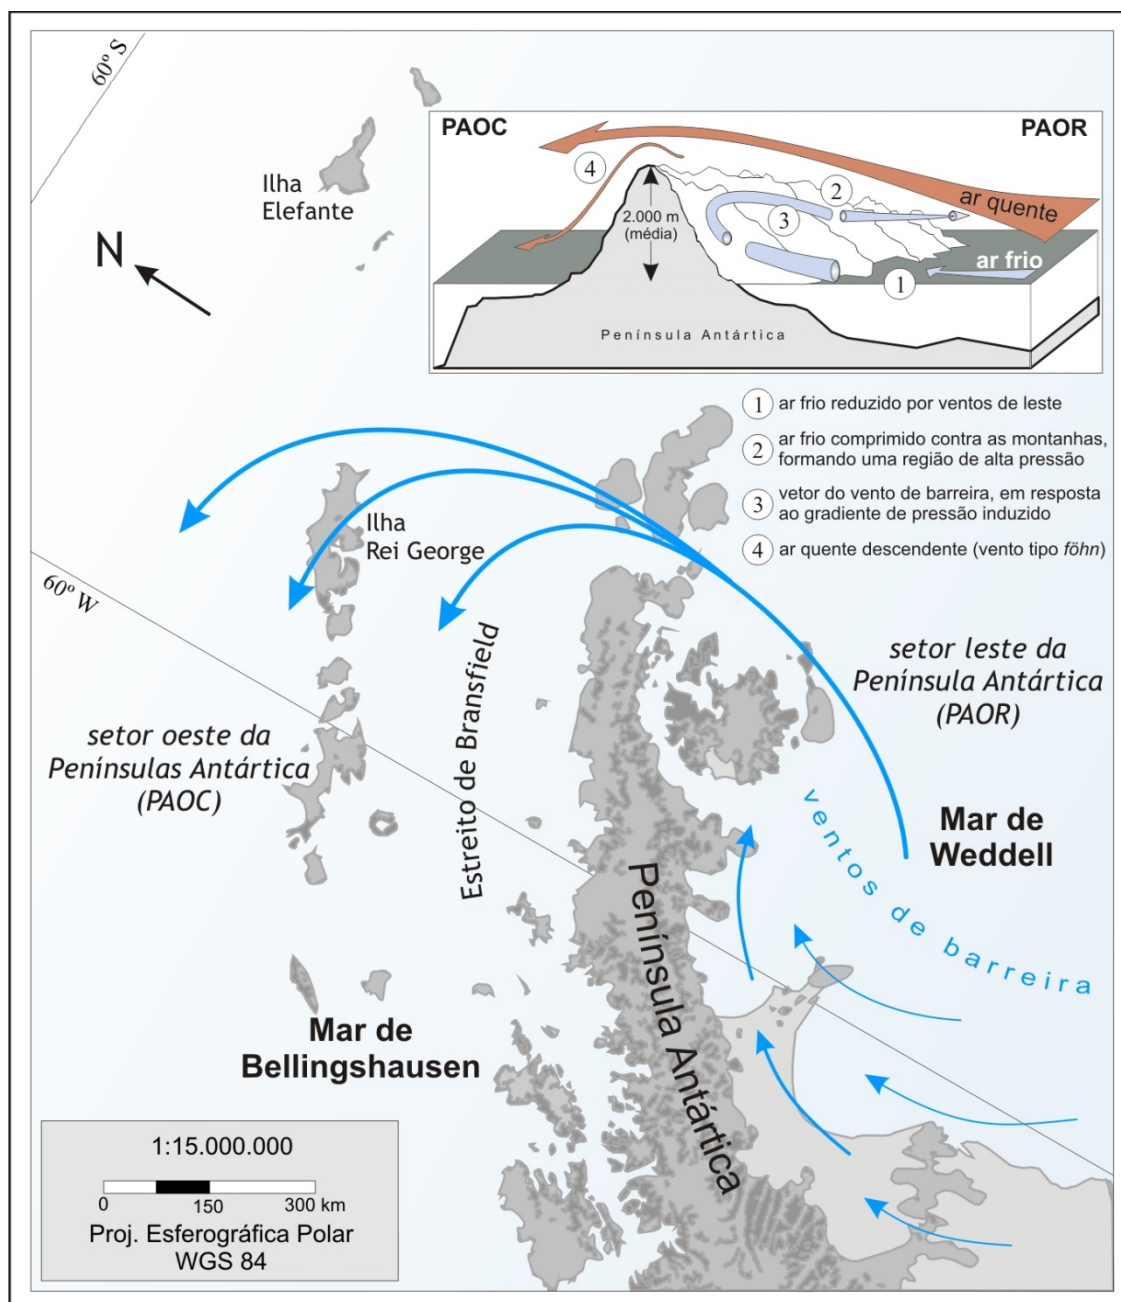 60º S
Ilha
Elefante
N
PAOC
PAOR
4
2
3
1
ar quente
ar frio
2.000 m
(média)
Península Antártica
1 ar frio reduzido por ventos de leste
2 ar frio comprimido contra as montanhas,
formando uma região de alta pressão
3 vetor do vento de barreira, em resposta
ao gradiente de pressão induzido
4 ar quente descendente (vento tipo föhn)
Ilha
Rei George
60º W
Estreito de Bransfield
setor leste da
Península Antártica
(PAOR)
setor oeste da
Penínsulas Antártica
(PAOC)
Mar de
Weddell
ventos de barreira
Península Antártica
Mar de
Bellingshausen
1:15.000.000
0 150 300 km
Proj. Esferográfica Polar
WGS 84